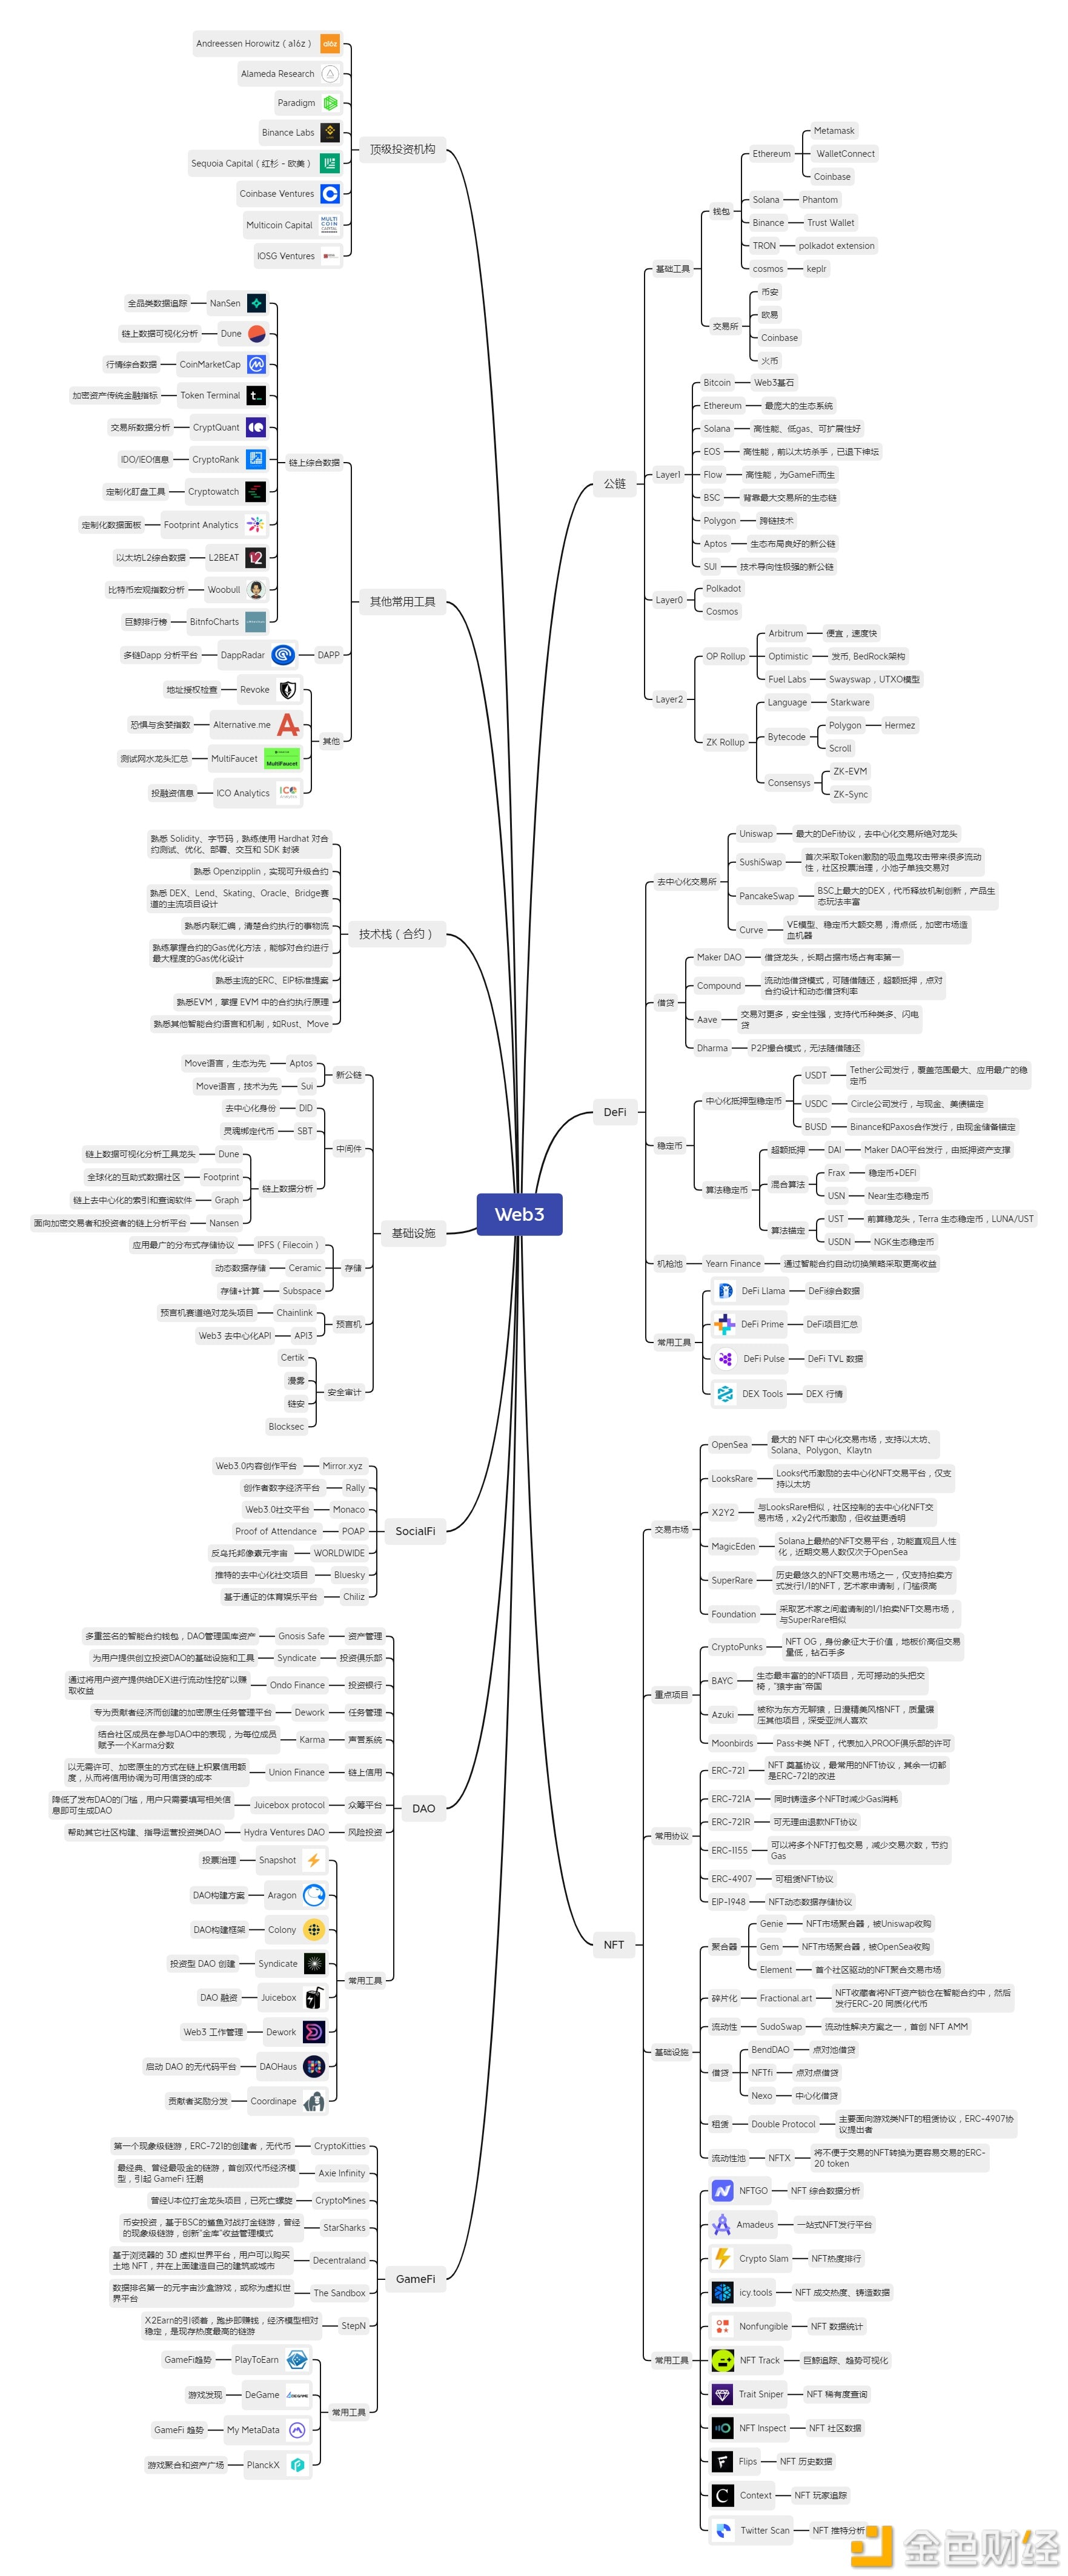 Web3
顶级投资机构
Andreessen Horowitz（a16z）
Alameda Research
Paradigm
Binance Labs
Sequoia Capital（红杉 - 欧美）
Coinbase Ventures
Multicoin Capital
IOSG Ventures
其他常用工具
链上综合数据
全品类数据追踪
NanSen
链上数据可视化分析
Dune
行情综合数据
CoinMarketCap
加密资产传统金融指标
Token Terminal
交易所数据分析
CryptQuant
IDO/IEO信息
CryptoRank
定制化盯盘工具
Cryptowatch
定制化数据面板
Footprint Analytics
以太坊L2综合数据
L2BEAT
比特币宏观指数分析
Woobull
巨鲸排行榜
BitnfoCharts
多链Dapp 分析平台
DappRadar
DAPP
其他
地址授权检查
Revoke
恐惧与贪婪指数
Alternative.me
测试网水龙头汇总
MultiFaucet
投融资信息
ICO Analytics
技术栈（合约）
熟悉 Solidity、字节码，熟练使用 Hardhat 对合
约测试、优化、部署、交互和 SDK 封装
熟悉 Openzipplin，实现可升级合约
熟悉 DEX、Lend、Skating、Oracle、Bridge赛
道的主流项目设计
熟悉内联汇编，清楚合约执行的事物流
熟练掌握合约的Gas优化方法，能够对合约进行
最大程度的Gas优化设计
熟悉主流的ERC、EIP标准提案
熟悉EVM，掌握 EVM 中的合约执行原理
熟悉其他智能合约语言和机制，如Rust、Move
基础设施
新公链
Move语言，生态为先
Aptos
Move语言，技术为先
Sui
中间件
去中心化身份
DID
灵魂绑定代币
SBT
链上数据分析
链上数据可视化分析工具龙头
Dune
全球化的互助式数据社区
Footprint
链上去中心化的索引和查询软件
Graph
面向加密交易者和投资者的链上分析平台
Nansen
存储
应用最广的分布式存储协议
IPFS（Filecoin）
动态数据存储
Ceramic
存储+计算
Subspace
预言机
预言机赛道绝对龙头项目
Chainlink
Web3 去中心化API
API3
安全审计
Certik
漫雾
链安
Blocksec
SocialFi
Web3.0内容创作平台
Mirror.xyz
创作者数字经济平台
Rally
Web3.0社交平台
Monaco
Proof of Attendance
POAP
反乌托邦像素元宇宙
WORLDWIDE
推特的去中心化社交项目
Bluesky
基于通证的体育娱乐平台
Chiliz
DAO
多重签名的智能合约钱包，DAO管理国库资产
Gnosis Safe
资产管理
为用户提供创立投资DAO的基础设施和工具
Syndicate
投资俱乐部
通过将用户资产提供给DEX进行流动性挖矿以赚
取收益
Ondo Finance
投资银行
专为贡献者经济而创建的加密原生任务管理平台
Dework
任务管理
结合社区成员在参与DAO中的表现，为每位成员
赋予一个Karma分数
Karma
声誉系统
以无需许可、加密原生的方式在链上积累信用额
度，从而将信用协调为可用信贷的成本
Union Finance
链上信用
降低了发布DAO的门槛，用户只需要填写相关信
息即可生成DAO
Juicebox protocol
众筹平台
帮助其它社区构建、指导运营投资类DAO
Hydra Ventures DAO
风险投资
常用工具
投票治理
Snapshot
DAO构建方案
Aragon
DAO构建框架
Colony
投资型 DAO 创建
Syndicate
DAO 融资
Juicebox
Web3 工作管理
Dework
启动 DAO 的无代码平台
DAOHaus
贡献者奖励分发
Coordinape
GameFi
第一个现象级链游，ERC-721的创建者，无代币
CryptoKitties
最经典、曾经最吸金的链游，首创双代币经济模
型，引起 GameFi 狂潮
Axie Infinity
曾经U本位打金龙头项目，已死亡螺旋
CryptoMines
币安投资，基于BSC的鲨鱼对战打金链游，曾经
的现象级链游，创新“金库”收益管理模式
StarSharks
基于浏览器的 3D 虚拟世界平台，用户可以购买
土地 NFT，并在上面建造自己的建筑或城市
Decentraland
数据排名第一的元宇宙沙盒游戏，或称为虚拟世
界平台
The Sandbox
X2Earn的引领着，跑步即赚钱，经济模型相对
稳定，是现存热度最高的链游
StepN
常用工具
GameFi趋势
PlayToEarn
游戏发现
DeGame
GameFi 趋势
My MetaData
游戏聚合和资产广场
PlanckX
公链
基础工具
钱包
Ethereum
Metamask
WalletConnect
Coinbase
Solana
Phantom
Binance
Trust Wallet
TRON
polkadot extension
cosmos
keplr
交易所
币安
欧易
Coinbase
火币
Layer1
Bitcoin
Web3基石
Ethereum
最庞大的生态系统
Solana
高性能、低gas、可扩展性好
EOS
高性能，前以太坊杀手，已退下神坛
Flow
高性能，为GameFi而生
BSC
背靠最大交易所的生态链
Polygon
跨链技术
Aptos
生态布局良好的新公链
SUI
技术导向性极强的新公链
Layer0
Polkadot
Cosmos
Layer2
OP Rollup
Arbitrum
便宜，速度快
Optimistic
发币, BedRock架构
Fuel Labs
Swayswap，UTXO模型
ZK Rollup
Language
Starkware
Bytecode
Polygon
Hermez
Scroll
Consensys
ZK-EVM
ZK-Sync
DeFi
去中心化交易所
Uniswap
最大的DeFi协议，去中心化交易所绝对龙头
SushiSwap
首次采取Token激励的吸血鬼攻击带来很多流动
性，社区投票治理，小池子单独交易对
PancakeSwap
BSC上最大的DEX，代币释放机制创新，产品生
态玩法丰富
Curve
VE模型、稳定币大额交易，滑点低，加密市场造
血机器
借贷
Maker DAO
借贷龙头，长期占据市场占有率第一
Compound
流动池借贷模式，可随借随还，超额抵押，点对
合约设计和动态借贷利率
Aave
交易对更多，安全性强，支持代币种类多、闪电
贷
Dharma
P2P撮合模式，无法随借随还
稳定币
中心化抵押型稳定币
USDT
Tether公司发行，覆盖范围最大、应用最广的稳
定币
USDC
Circle公司发行，与现金、美债锚定
BUSD
Binance和Paxos合作发行，由现金储备锚定
算法稳定币
超额抵押
DAI
Maker DAO平台发行，由抵押资产支撑
混合算法
Frax
稳定币+DEFI
USN
Near生态稳定币
算法锚定
UST
前算稳龙头，Terra 生态稳定币，LUNA/UST
USDN
NGK生态稳定币
机枪池
Yearn Finance
通过智能合约自动切换策略采取更高收益
常用工具
DeFi Llama
DeFi综合数据
DeFi Prime
DeFi项目汇总
DeFi Pulse
DeFi TVL 数据
DEX Tools
DEX 行情
NFT
交易市场
OpenSea
最大的 NFT 中心化交易市场，支持以太坊、
Solana、Polygon、Klaytn
LooksRare
Looks代币激励的去中心化NFT交易平台，仅支
持以太坊
X2Y2
与LooksRare相似，社区控制的去中心化NFT交
易市场，x2y2代币激励，但收益更透明
MagicEden
Solana上最热的NFT交易平台，功能直观且人性
化，近期交易人数仅次于OpenSea
SuperRare
历史最悠久的NFT交易市场之一，仅支持拍卖方
式发行1/1的NFT，艺术家申请制，门槛很高
Foundation
采取艺术家之间邀请制的1/1拍卖NFT交易市场，
与SuperRare相似
重点项目
CryptoPunks
NFT OG，身份象征大于价值，地板价高但交易
量低，钻石手多
BAYC
生态最丰富的的NFT项目，无可撼动的头把交
椅，“猿宇宙”帝国
Azuki
被称为东方无聊猿，日漫精美风格NFT，质量碾
压其他项目，深受亚洲人喜欢
Moonbirds
Pass卡类 NFT，代表加入PROOF俱乐部的许可
常用协议
ERC-721
NFT 奠基协议，最常用的NFT协议，其余一切都
是ERC-721的改进
ERC-721A
同时铸造多个NFT时减少Gas消耗
ERC-721R
可无理由退款NFT协议
ERC-1155
可以将多个NFT打包交易，减少交易次数，节约
Gas
ERC-4907
可租赁NFT协议
EIP-1948
NFT动态数据存储协议
基础设施
聚合器
Genie
NFT市场聚合器，被Uniswap收购
Gem
NFT市场聚合器，被OpenSea收购
Element
首个社区驱动的NFT聚合交易市场
碎片化
Fractional.art
NFT收藏者将NFT资产锁仓在智能合约中，然后
发行ERC-20 同质化代币
流动性
SudoSwap
流动性解决方案之一，首创 NFT AMM
借贷
BendDAO
点对池借贷
NFTfi
点对点借贷
Nexo
中心化借贷
租赁
Double Protocol
主要面向游戏类NFT的租赁协议，ERC-4907协
议提出者
流动性池
NFTX
将不便于交易的NFT转换为更容易交易的ERC-
20 token
常用工具
NFTGO
NFT 综合数据分析
Amadeus
一站式NFT发行平台
Crypto Slam
NFT热度排行
icy.tools
NFT 成交热度、铸造数据
Nonfungible
NFT 数据统计
NFT Track
巨鲸追踪、趋势可视化
Trait Sniper
NFT 稀有度查询
NFT Inspect
NFT 社区数据
Flips
NFT 历史数据
Context
NFT 玩家追踪
Twitter Scan
NFT 推特分析
金色财经